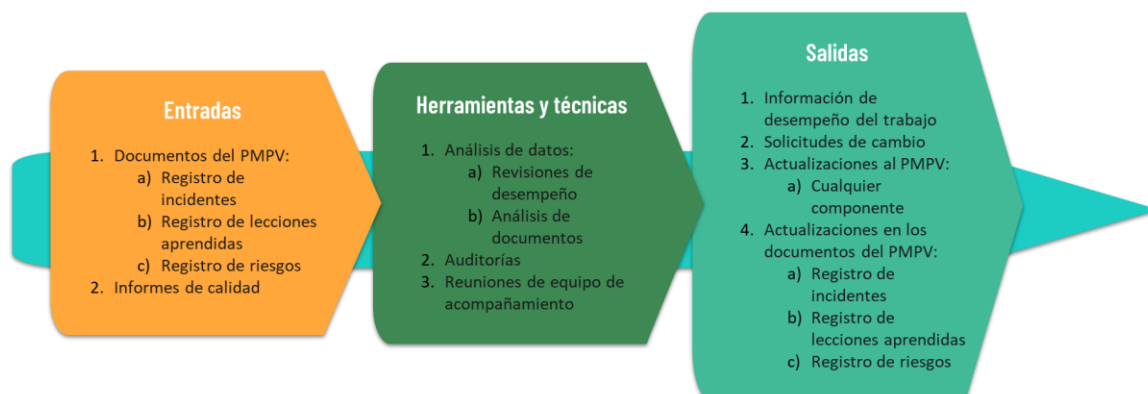 Entradas
1. Documentos del PMPV:
a) Registro de
incidentes
b) Registro de lecciones
aprendidas
c) Registro de riesgos
2. Informes de calidad
Herramientas y técnicas
1. Análisis de datos:
a) Revisiones de
desempeño
b) Análisis de
documentos
2. Auditorías
3. Reuniones de equipo de
acompañamiento
Salidas
1. Información de
desempeño del trabajo
2. Solicitudes de cambio
3. Actualizaciones al PMPV:
a) Cualquier
componente
4. Actualizaciones en los
documentos del PMPV:
a) Registro de
incidentes
b) Registro de
lecciones aprendidas
c) Registro de riesgos